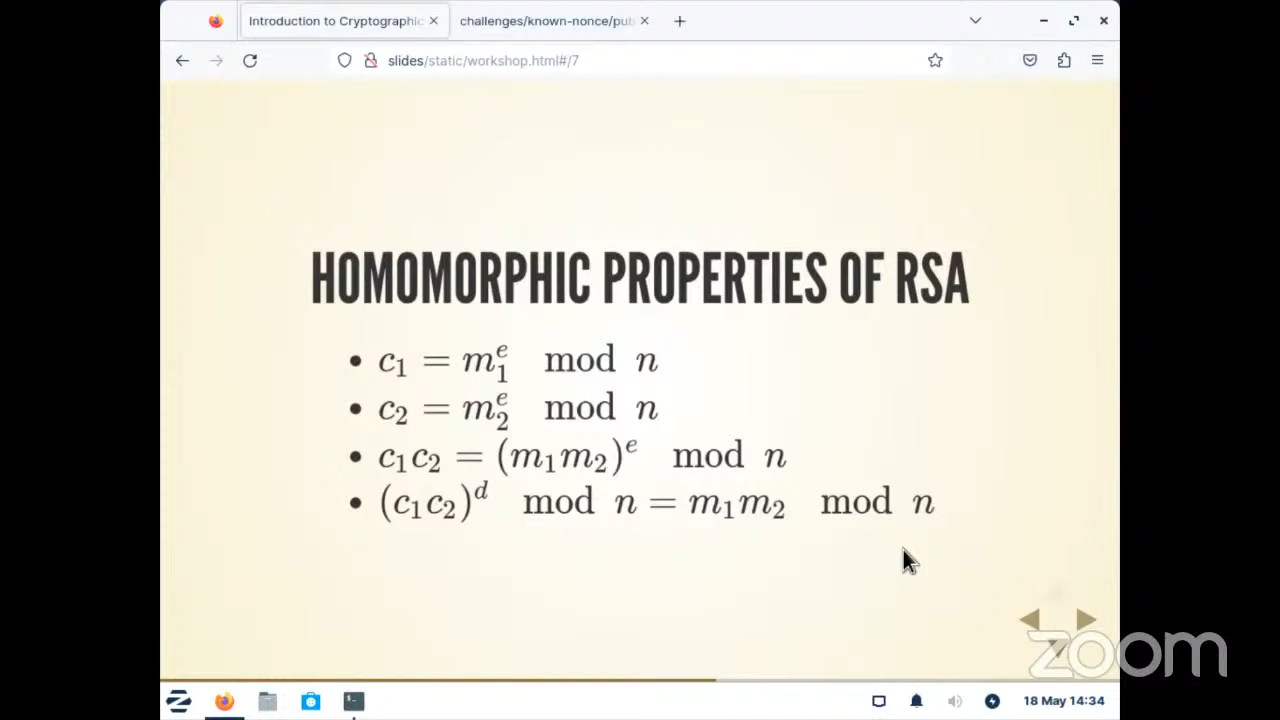 Introduction to Cryptographic
challenges/known-nonce/pub
slides/static/workshop.html#/7
HOMOMORPHIC PROPERTIES OF RSA
• c₁ = m₁ᵉ mod n
• c₂ = m₂ᵉ mod n
• c₁c₂ = (m₁m₂)ᵉ mod n
• (c₁c₂)ᵈ mod n = m₁m₂ mod n
zoom
18 May 14:34